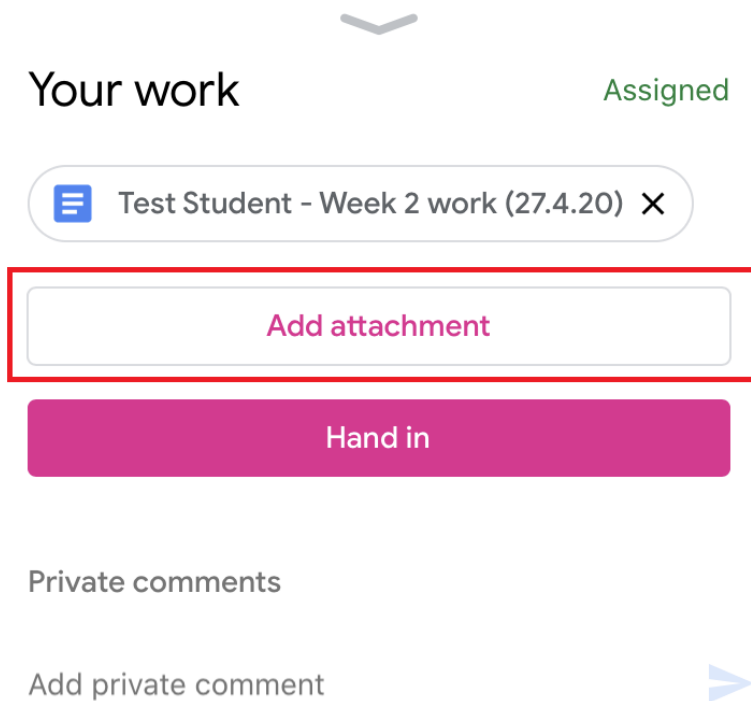 Your work
Assigned
Test Student - Week 2 work (27.4.20)
Add attachment
Hand in
Private comments
Add private comment